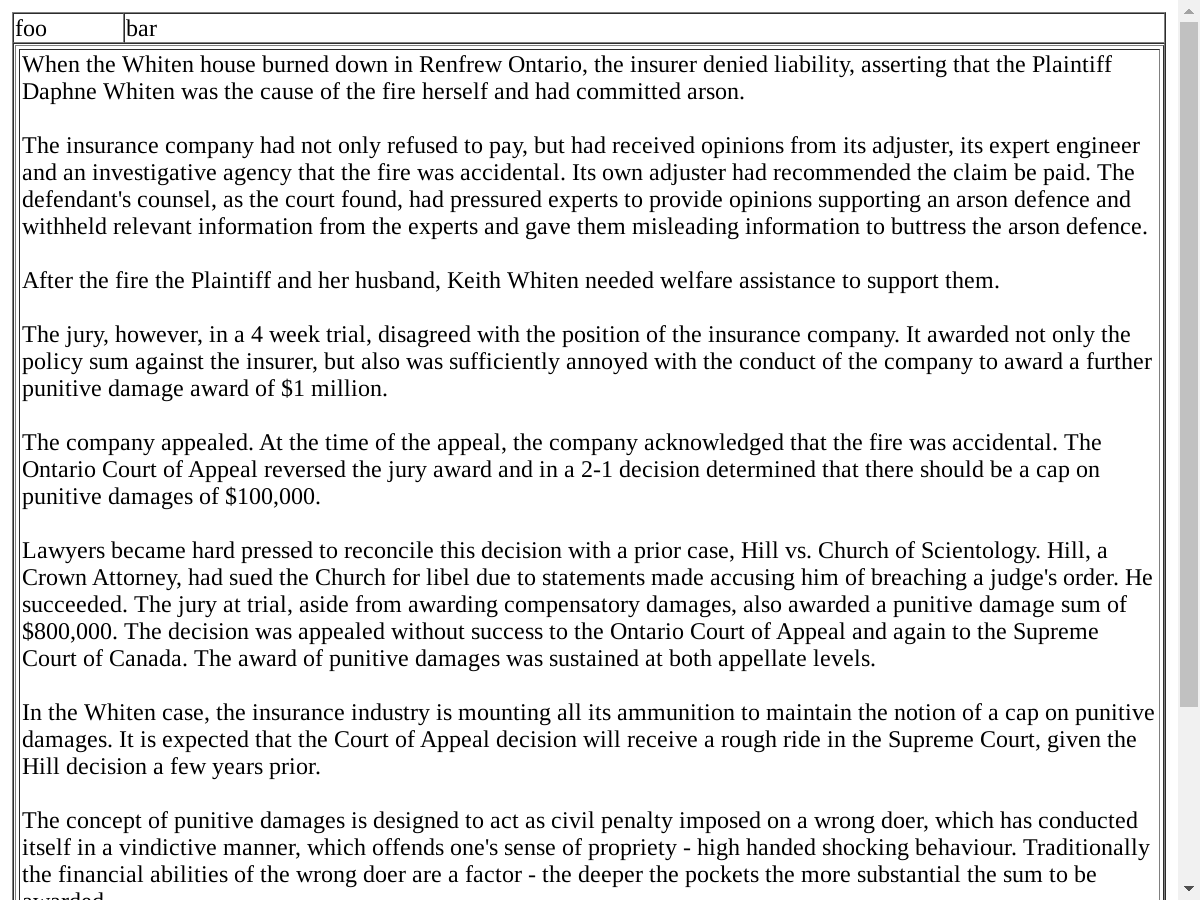 foo
bar
When the Whiten house burned down in Renfrew Ontario, the insurer denied liability, asserting that the Plaintiff
Daphne Whiten was the cause of the fire herself and had committed arson.
The insurance company had not only refused to pay, but had received opinions from its adjuster, its expert engineer
and an investigative agency that the fire was accidental. Its own adjuster had recommended the claim be paid. The
defendant's counsel, as the court found, had pressured experts to provide opinions supporting an arson defence and
withheld relevant information from the experts and gave them misleading information to buttress the arson defence.
After the fire the Plaintiff and her husband, Keith Whiten needed welfare assistance to support them.
The jury, however, in a 4 week trial, disagreed with the position of the insurance company. It awarded not only the
policy sum against the insurer, but also was sufficiently annoyed with the conduct of the company to award a further
punitive damage award of $1 million.
The company appealed. At the time of the appeal, the company acknowledged that the fire was accidental. The
Ontario Court of Appeal reversed the jury award and in a 2-1 decision determined that there should be a cap on
punitive damages of $100,000.
Lawyers became hard pressed to reconcile this decision with a prior case, Hill vs. Church of Scientology. Hill, a
Crown Attorney, had sued the Church for libel due to statements made accusing him of breaching a judge's order. He
succeeded. The jury at trial, aside from awarding compensatory damages, also awarded a punitive damage sum of
$800,000. The decision was appealed without success to the Ontario Court of Appeal and again to the Supreme
Court of Canada. The award of punitive damages was sustained at both appellate levels.
In the Whiten case, the insurance industry is mounting all its ammunition to maintain the notion of a cap on punitive
damages. It is expected that the Court of Appeal decision will receive a rough ride in the Supreme Court, given the
Hill decision a few years prior.
The concept of punitive damages is designed to act as civil penalty imposed on a wrong doer, which has conducted
itself in a vindictive manner, which offends one's sense of propriety - high handed shocking behaviour. Traditionally
the financial abilities of the wrong doer are a factor - the deeper the pockets the more substantial the sum to be